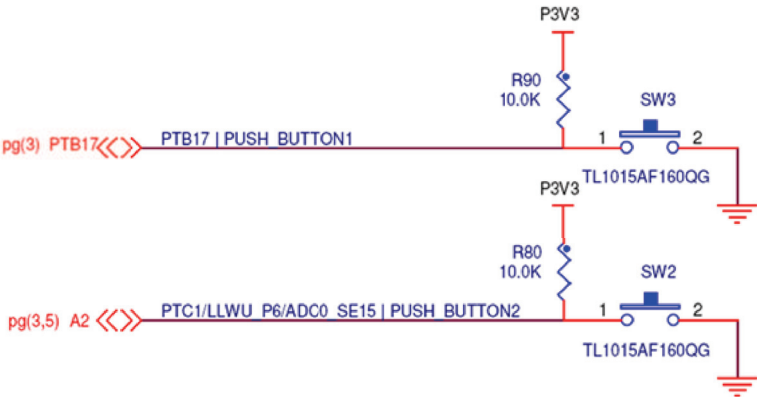 P3V3
R90
10.0K
SW3
pg(3) PTB17
PTB17 | PUSH_BUTTON1
1
2
TL1015AF160QG
P3V3
R80
10.0K
SW2
pg(3,5) A2
PTC1/LLWU_P6/ADC0_SE15 | PUSH_BUTTON2
1
2
TL1015AF160QG